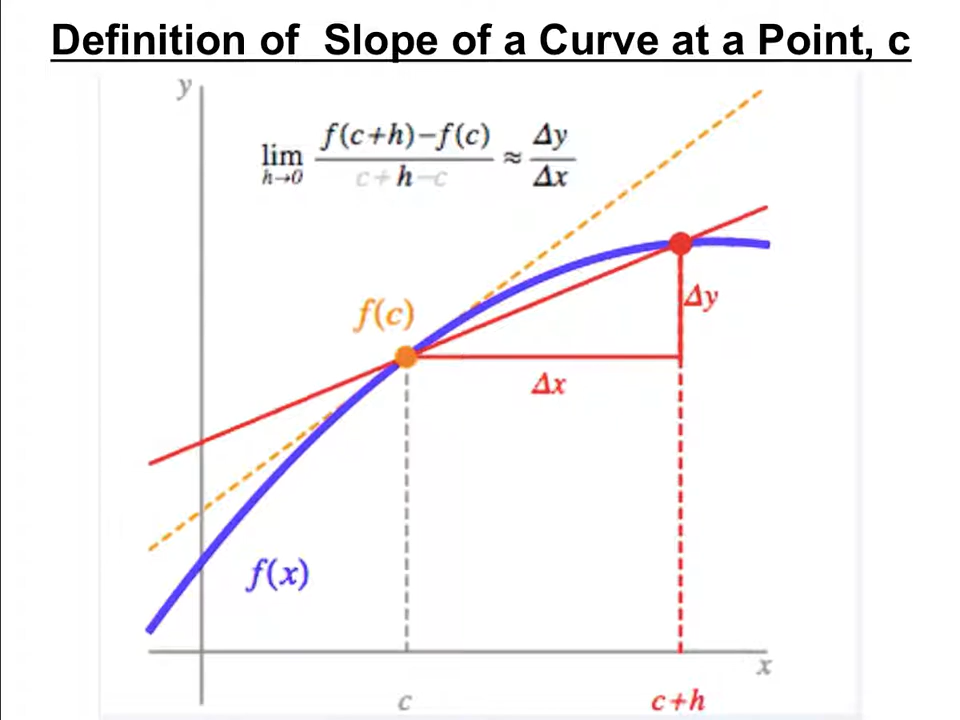 Definition of  Slope of a Curve at a Point, c
y
lim h→0 f(c+h)−f(c) / c+h−c ≈ Δy / Δx
f(c)
Δy
Δx
f(x)
x
c
c+h